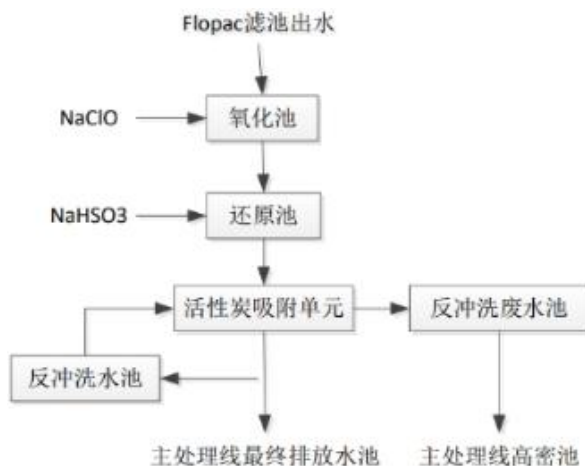 Flopac滤池出水
NaClO
氧化池
NaHSO3
还原池
活性炭吸附单元
反冲洗废水池
反冲洗水池
主处理线最终排放水池
主处理线高密池